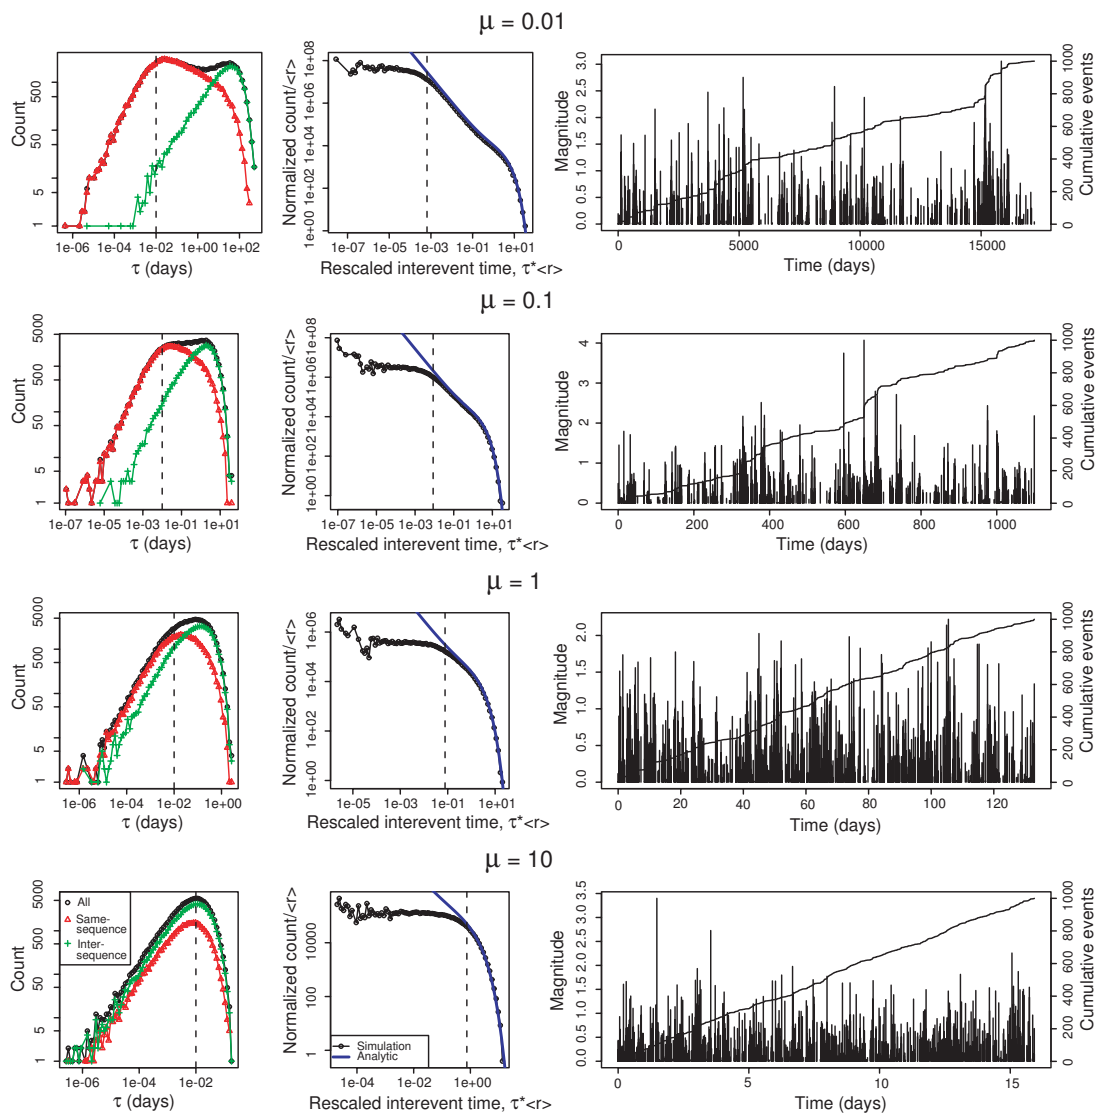 μ = 0.01
Count
500
50
5
1
1e-06 1e-04 1e-02 1e+00 1e+02
τ (days)
Normalized count/<r>
1e+08
1e+06
1e+04
1e+02
1e+00
1e-07 1e-05 1e-03 1e-01 1e+01
Rescaled interevent time, τ*<r>
Magnitude
3.0
2.5
2.0
1.5
1.0
0.5
0.0
0 5000 10000 15000
Time (days)
1000
800
600
400
200
0
Cumulative events
μ = 0.1
Count
5000
500
50
5
1
1e-07 1e-05 1e-03 1e-01 1e+01
τ (days)
Normalized count/<r>
1e+08
1e+06
1e+04
1e+02
1e+00
1e-07 1e-05 1e-03 1e-01 1e+01
Rescaled interevent time, τ*<r>
Magnitude
4
3
2
1
0
0 200 400 600 800 1000
Time (days)
1000
800
600
400
200
0
Cumulative events
μ = 1
Count
5000
500
50
5
1
1e-06 1e-04 1e-02 1e+00
τ (days)
Normalized count/<r>
1e+06
1e+04
1e+02
1e+00
1e-05 1e-03 1e-01 1e+01
Rescaled interevent time, τ*<r>
Magnitude
2.0
1.5
1.0
0.5
0.0
0 20 40 60 80 100 120
Time (days)
1000
800
600
400
200
0
Cumulative events
μ = 10
Count
5000
500
50
5
1
All
Same-
sequence
Inter-
sequence
1e-06 1e-04 1e-02
τ (days)
Normalized count/<r>
10000
100
1
Simulation
Analytic
1e-04 1e-02 1e+00
Rescaled interevent time, τ*<r>
Magnitude
3.5
3.0
2.5
2.0
1.5
1.0
0.5
0.0
0 5 10 15
Time (days)
1000
800
600
400
200
0
Cumulative events